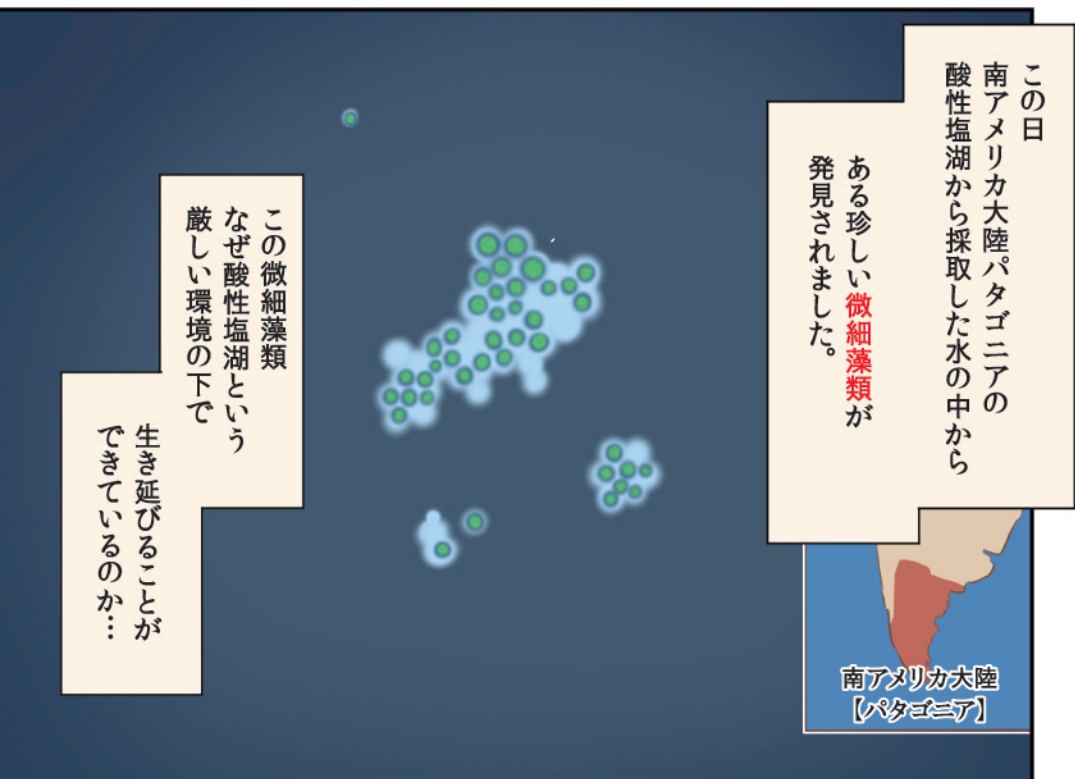 この日
南アメリカ大陸パタゴニアの
酸性塩湖から採取した水の中から
ある珍しい微細藻類が
発見されました。
この微細藻類
なぜ酸性塩湖という
厳しい環境の下で
生き延びることが
できているのか…
南アメリカ大陸
【パタゴニア】